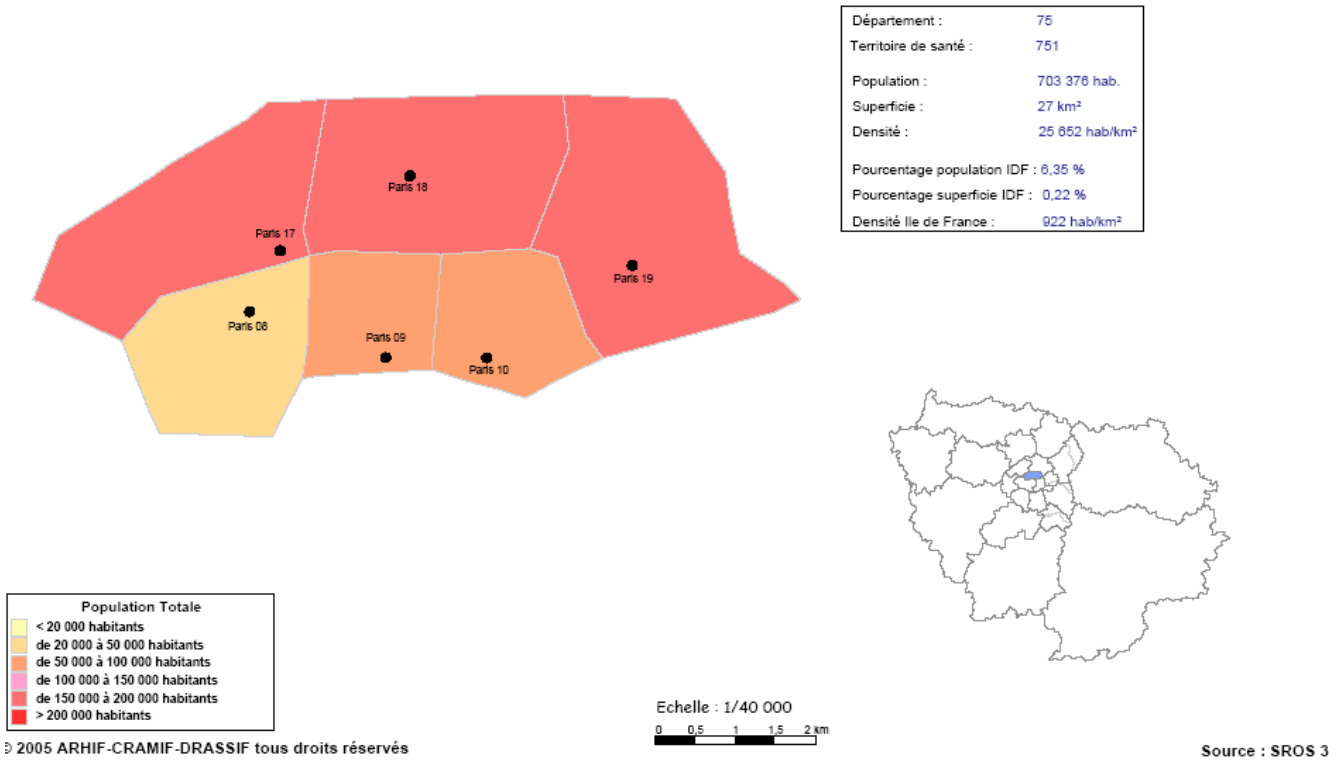 Département : 75
Territoire de santé : 751
Population : 703 376 hab.
Superficie : 27 km²
Densité : 25 652 hab/km²
Pourcentage population IDF : 6,35 %
Pourcentage superficie IDF : 0,22 %
Densité Ile de France : 922 hab/km²
Paris 18
Paris 17
Paris 19
Paris 08
Paris 09
Paris 10
Population Totale
< 20 000 habitants
de 20 000 à 50 000 habitants
de 50 000 à 100 000 habitants
de 100 000 à 150 000 habitants
de 150 000 à 200 000 habitants
> 200 000 habitants
Echelle : 1/40 000
0 0,5 1 1,5 2 km
© 2005 ARHIF-CRAMIF-DRASSIF tous droits réservés
Source : SROS 3